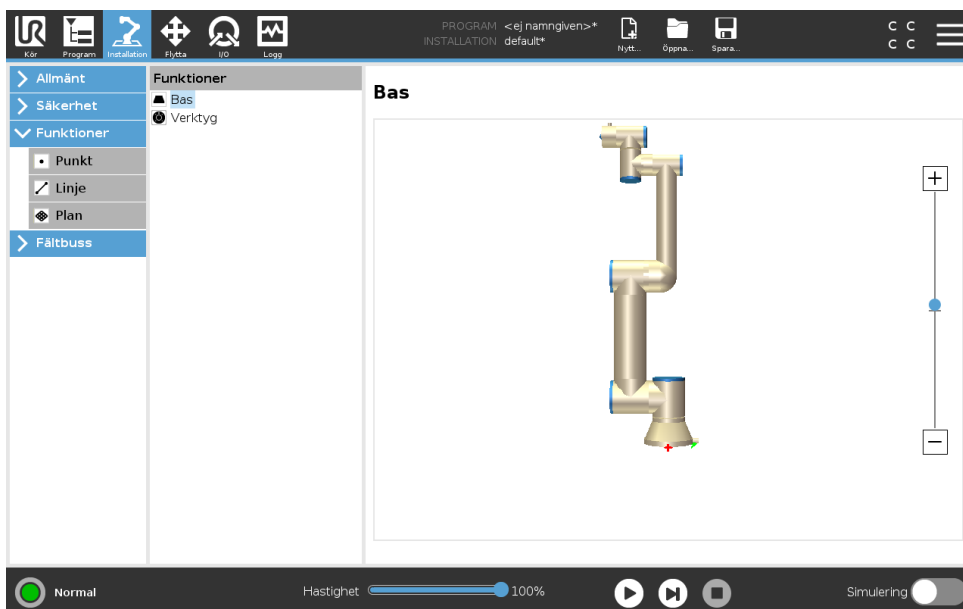 UR
Kör
Program
Installation
Flytta
I/O
Logg
PROGRAM <ej namngiven>*
INSTALLATION default*
Nytt...
Öppna...
Spara...
C C
C C
Allmänt
Säkerhet
Funktioner
Punkt
Linje
Plan
Fältbuss
Funktioner
Bas
Verktyg
Bas
Normal
Hastighet
100%
Simulering